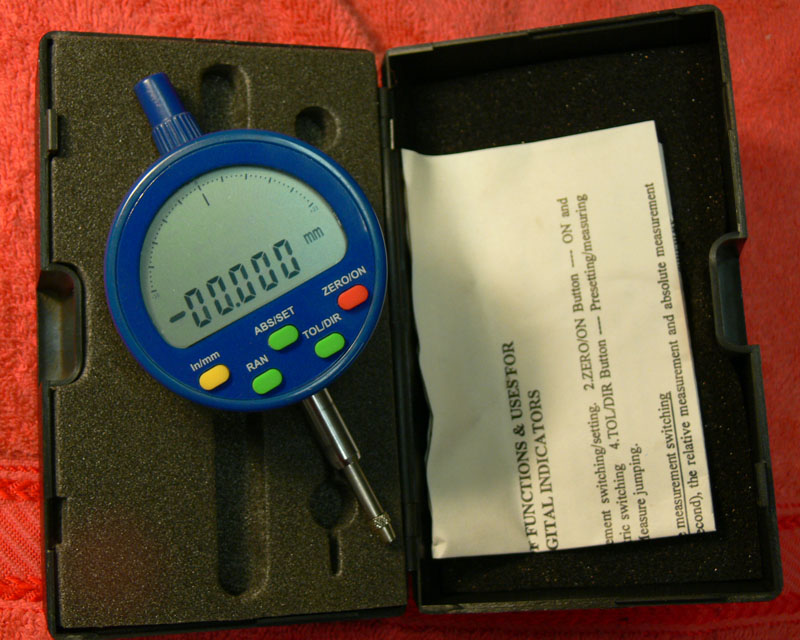 -00.000 mm
ZERO/ON
ABS/SET
TOL/DIR
In/mm
RAN
FUNCTIONS & USES FOR
GITAL INDICATORS
ement switching/setting. 2.ZERO/ON Button — ON and
ric switching 4.TOL/DIR Button — Presetting/measuring
easure jumping.
measurement switching
cond), the relative measurement and absolute measurement